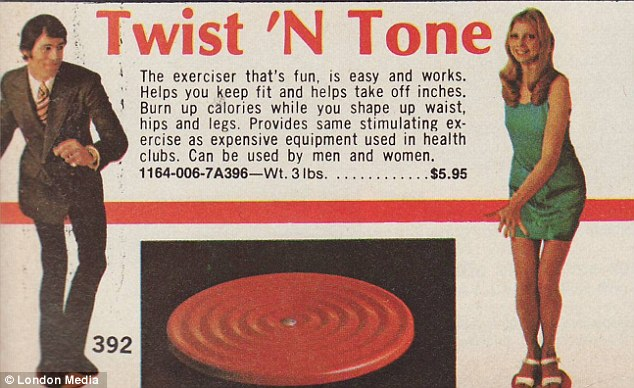 Twist 'N Tone
The exerciser that's fun, is easy and works.
Helps you keep fit and helps take off inches.
Burn up calories while you shape up waist,
hips and legs. Provides same stimulating ex-
ercise as expensive equipment used in health
clubs. Can be used by men and women.
1164-006-7A396—Wt. 3 lbs. . . . . . . . . . . . . $5.95
392
© London Media